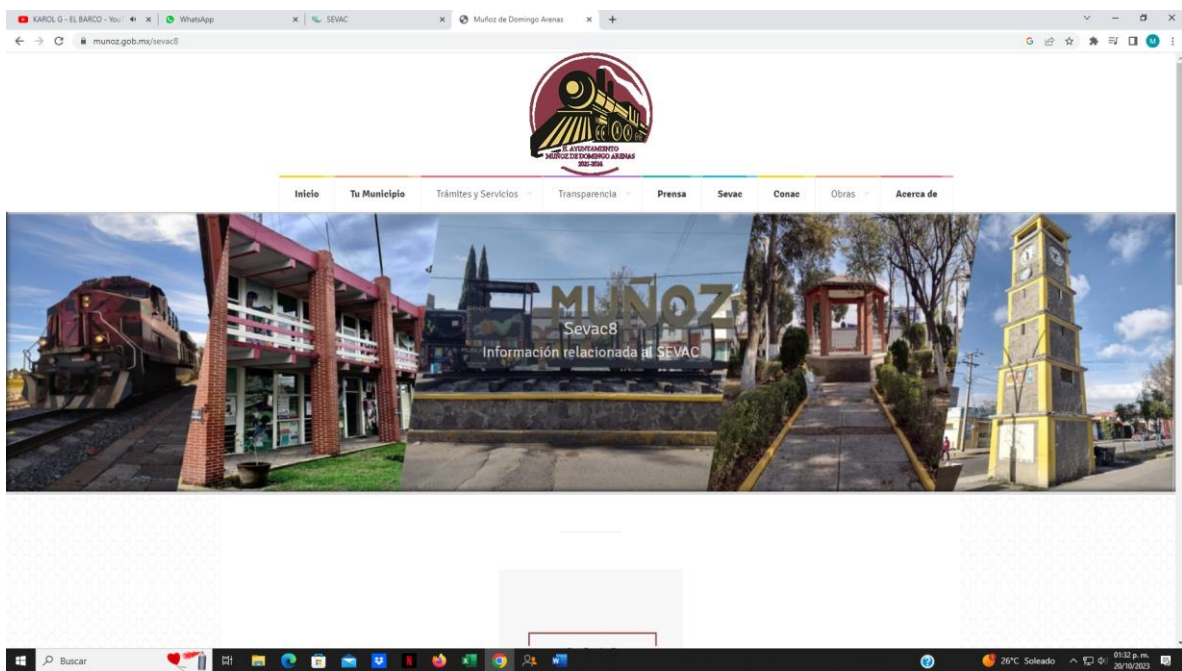 KAROL G - EL BARCO - You
WhatsApp
SEVAC
Muñoz de Domingo Arenas
munoz.gob.mx/sevac8
G
M
H. AYUNTAMIENTO
MUÑOZ DE DOMINGO ARENAS
2021-2024
Inicio Tu Municipio Trámites y Servicios Transparencia Prensa Sevac Conac Obras Acerca de
MUÑOZ
Sevac8
Información relacionada al SEVAC
Buscar
26°C Soleado
01:32 p. m.
20/10/2023